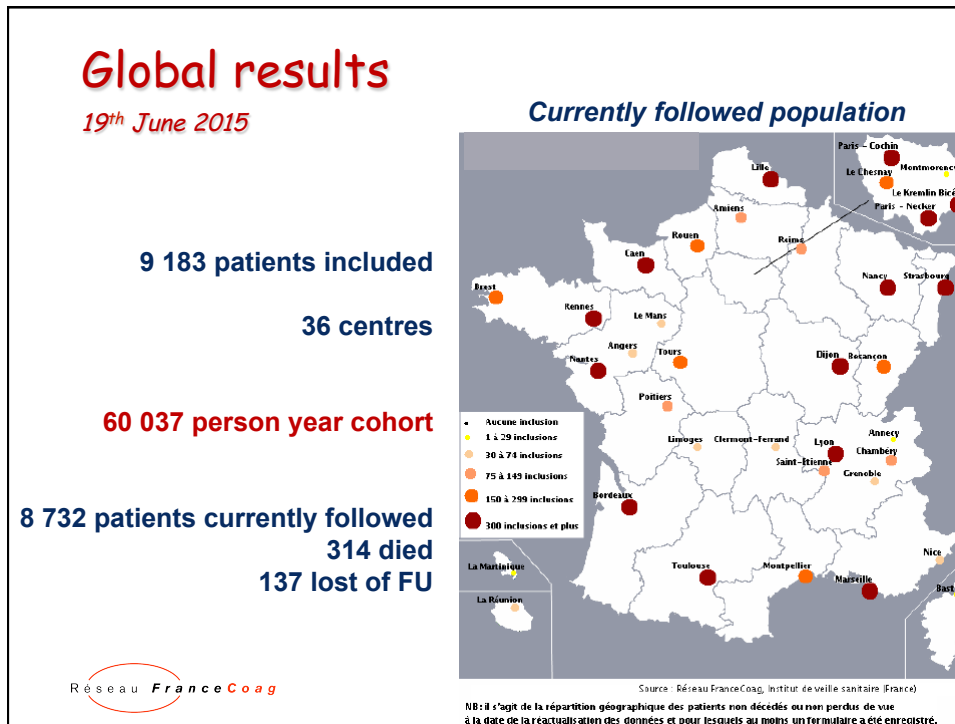 Global results
19th June 2015
9 183 patients included
36 centres
60 037 person year cohort
8 732 patients currently followed
314 died
137 lost of FU
Réseau FranceCoag
Currently followed population
Paris - Cochin
Montmorency
Le Chesnay
Le Kremlin Bicê
Paris - Necker
Lille
Amiens
Rouen
Reims
Caen
Nancy
Strasbourg
Brest
Rennes
Le Mans
Angers
Nantes
Tours
Dijon
Besançon
Poitiers
Limoges
Clermont-Ferrand
Lyon
Annecy
Chambéry
Saint-Étienne
Grenoble
Bordeaux
Toulouse
Montpellier
Marseille
Nice
Bast
La Martinique
La Réunion
Aucune inclusion
1 à 29 inclusions
30 à 74 inclusions
75 à 149 inclusions
150 à 299 inclusions
300 inclusions et plus
Source : Réseau FranceCoag, Institut de veille sanitaire (France)
NB : il s'agit de la répartition géographique des patients non décédés ou non perdus de vue
à la date de la réactualisation des données et pour lesquels au moins un formulaire a été enregistré.